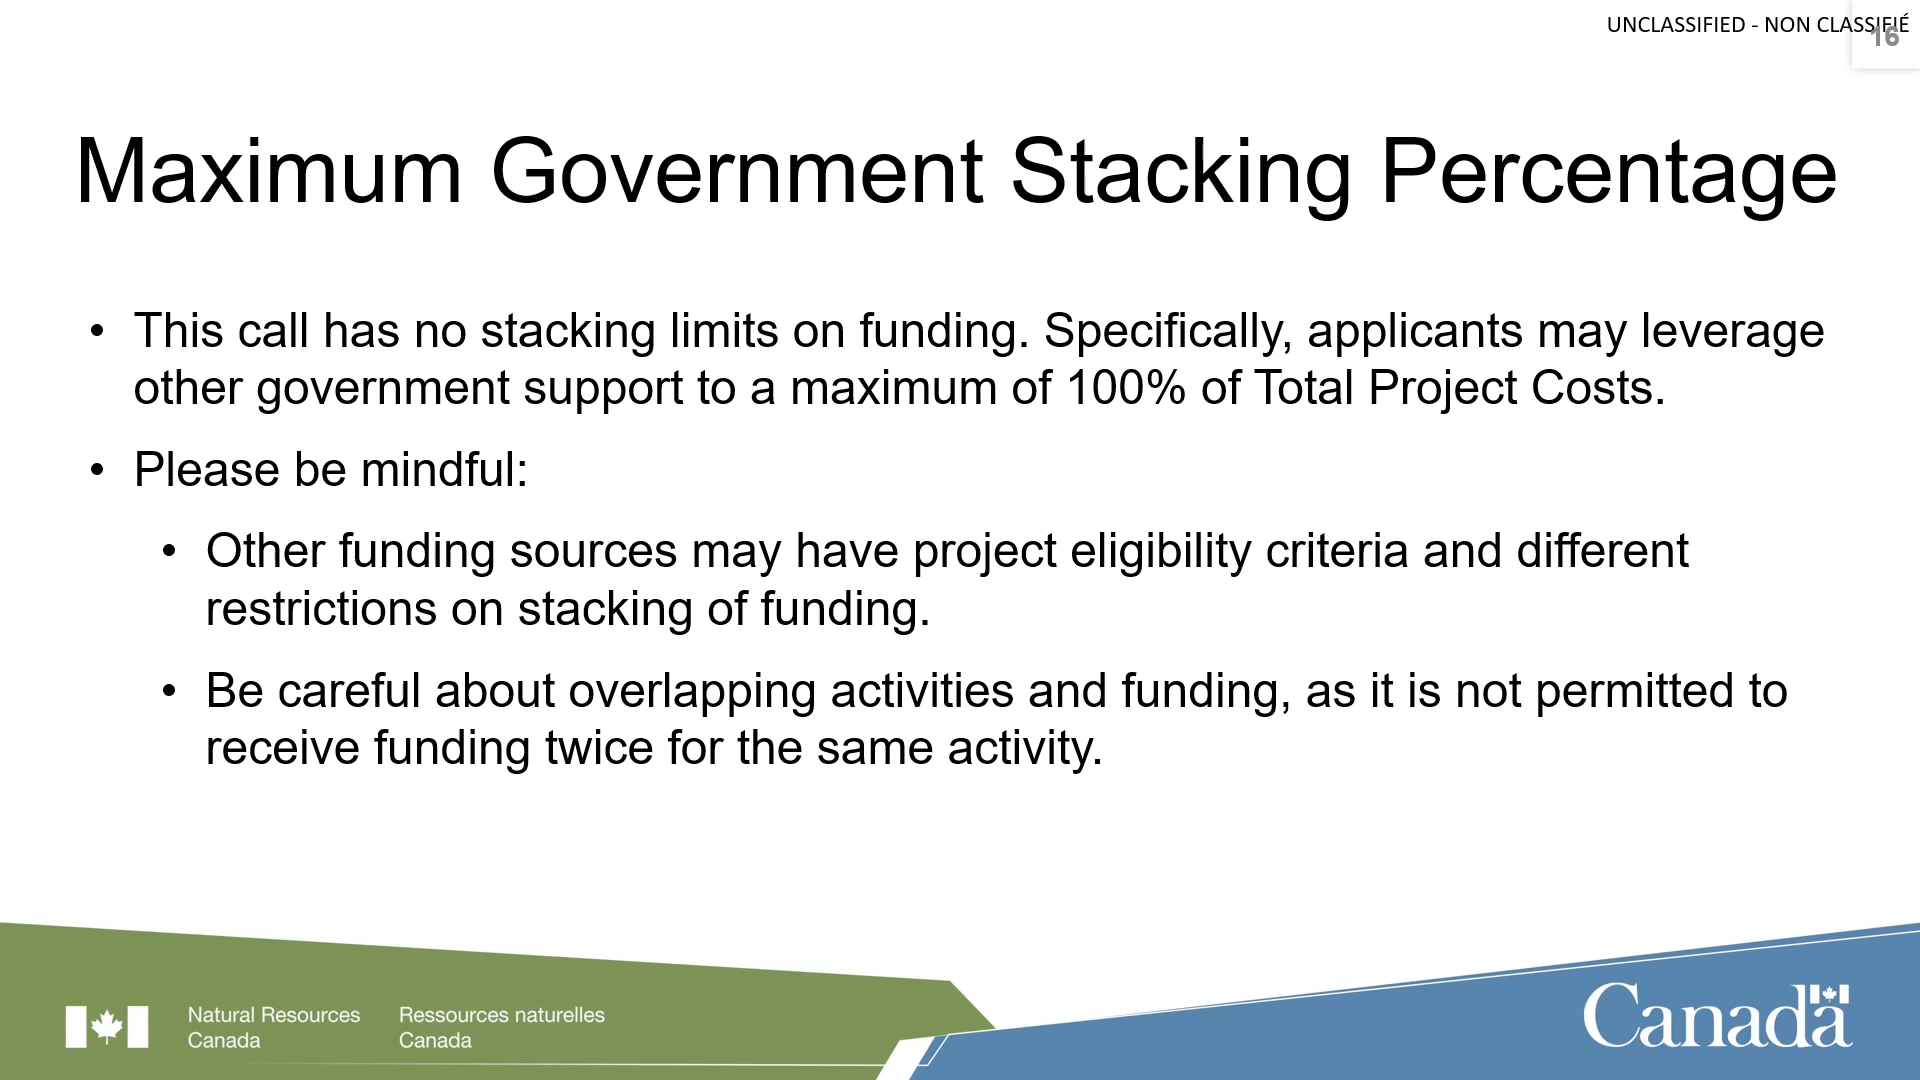 UNCLASSIFIED - NON CLASSIFIÉ
16
Maximum Government Stacking Percentage
• This call has no stacking limits on funding. Specifically, applicants may leverage
other government support to a maximum of 100% of Total Project Costs.
• Please be mindful:
• Other funding sources may have project eligibility criteria and different
restrictions on stacking of funding.
• Be careful about overlapping activities and funding, as it is not permitted to
receive funding twice for the same activity.
Natural Resources
Canada
Ressources naturelles
Canada
Canada